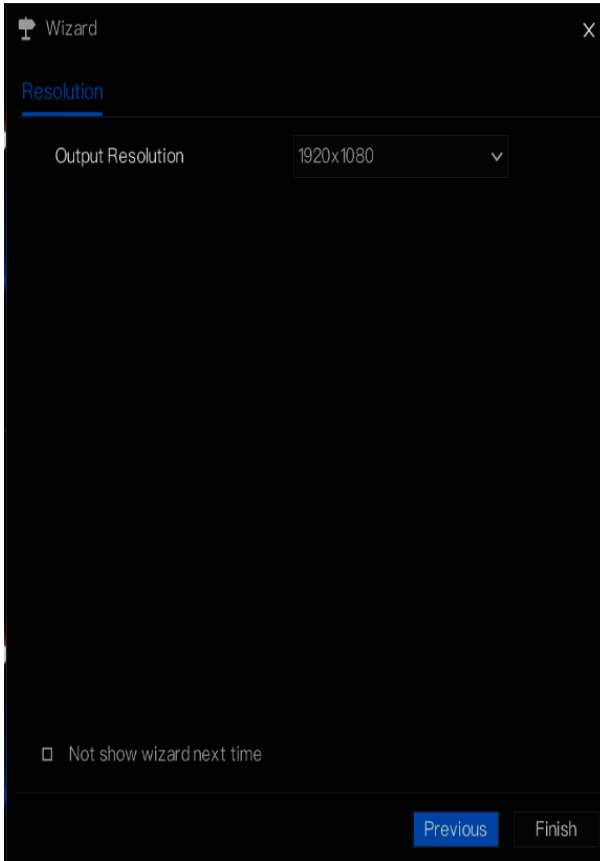 Wizard X
Resolution
Output Resolution 1920x1080
Not show wizard next time
Previous Finish